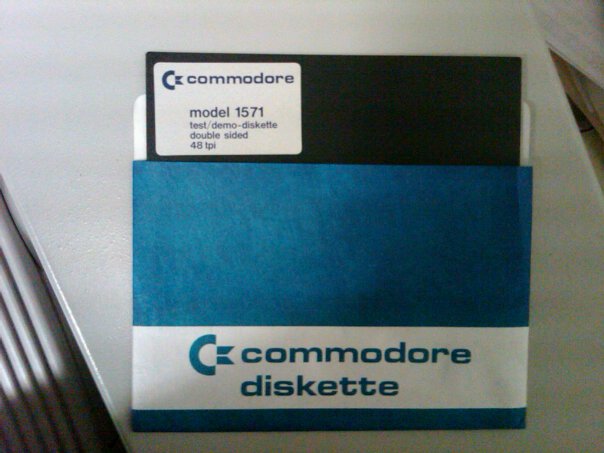 commodore
model 1571
test/demo-diskette
double sided
48 tpi
commodore
diskette